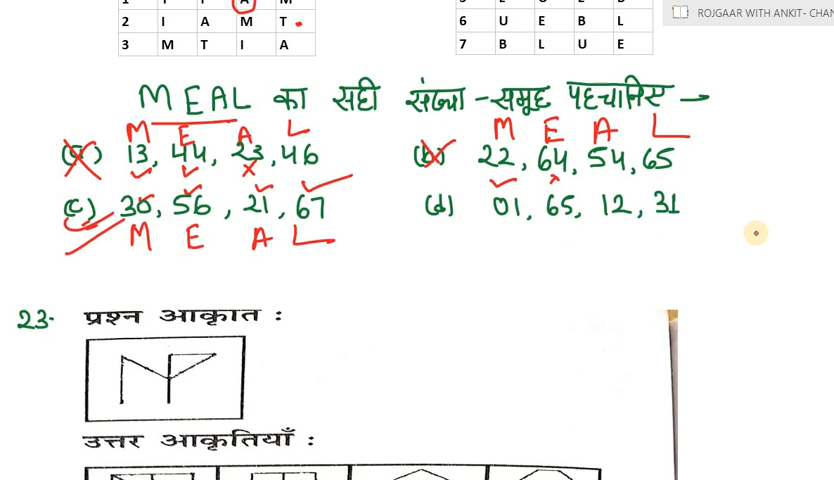 2 I A M T
3 M T I A
6 U E B L
7 B L U E
ROJGAAR WITH ANKIT- CHAN
MEAL का सही संख्या - समूह पहचानिए →
M E A L
M E A L
13, 44, 23, 46
(b) 22, 64, 54, 65
(c) 30, 56, 21, 67
(d) 01, 65, 12, 31
M E A L
23. प्रश्न आकृति :
उत्तर आकृतियाँ :